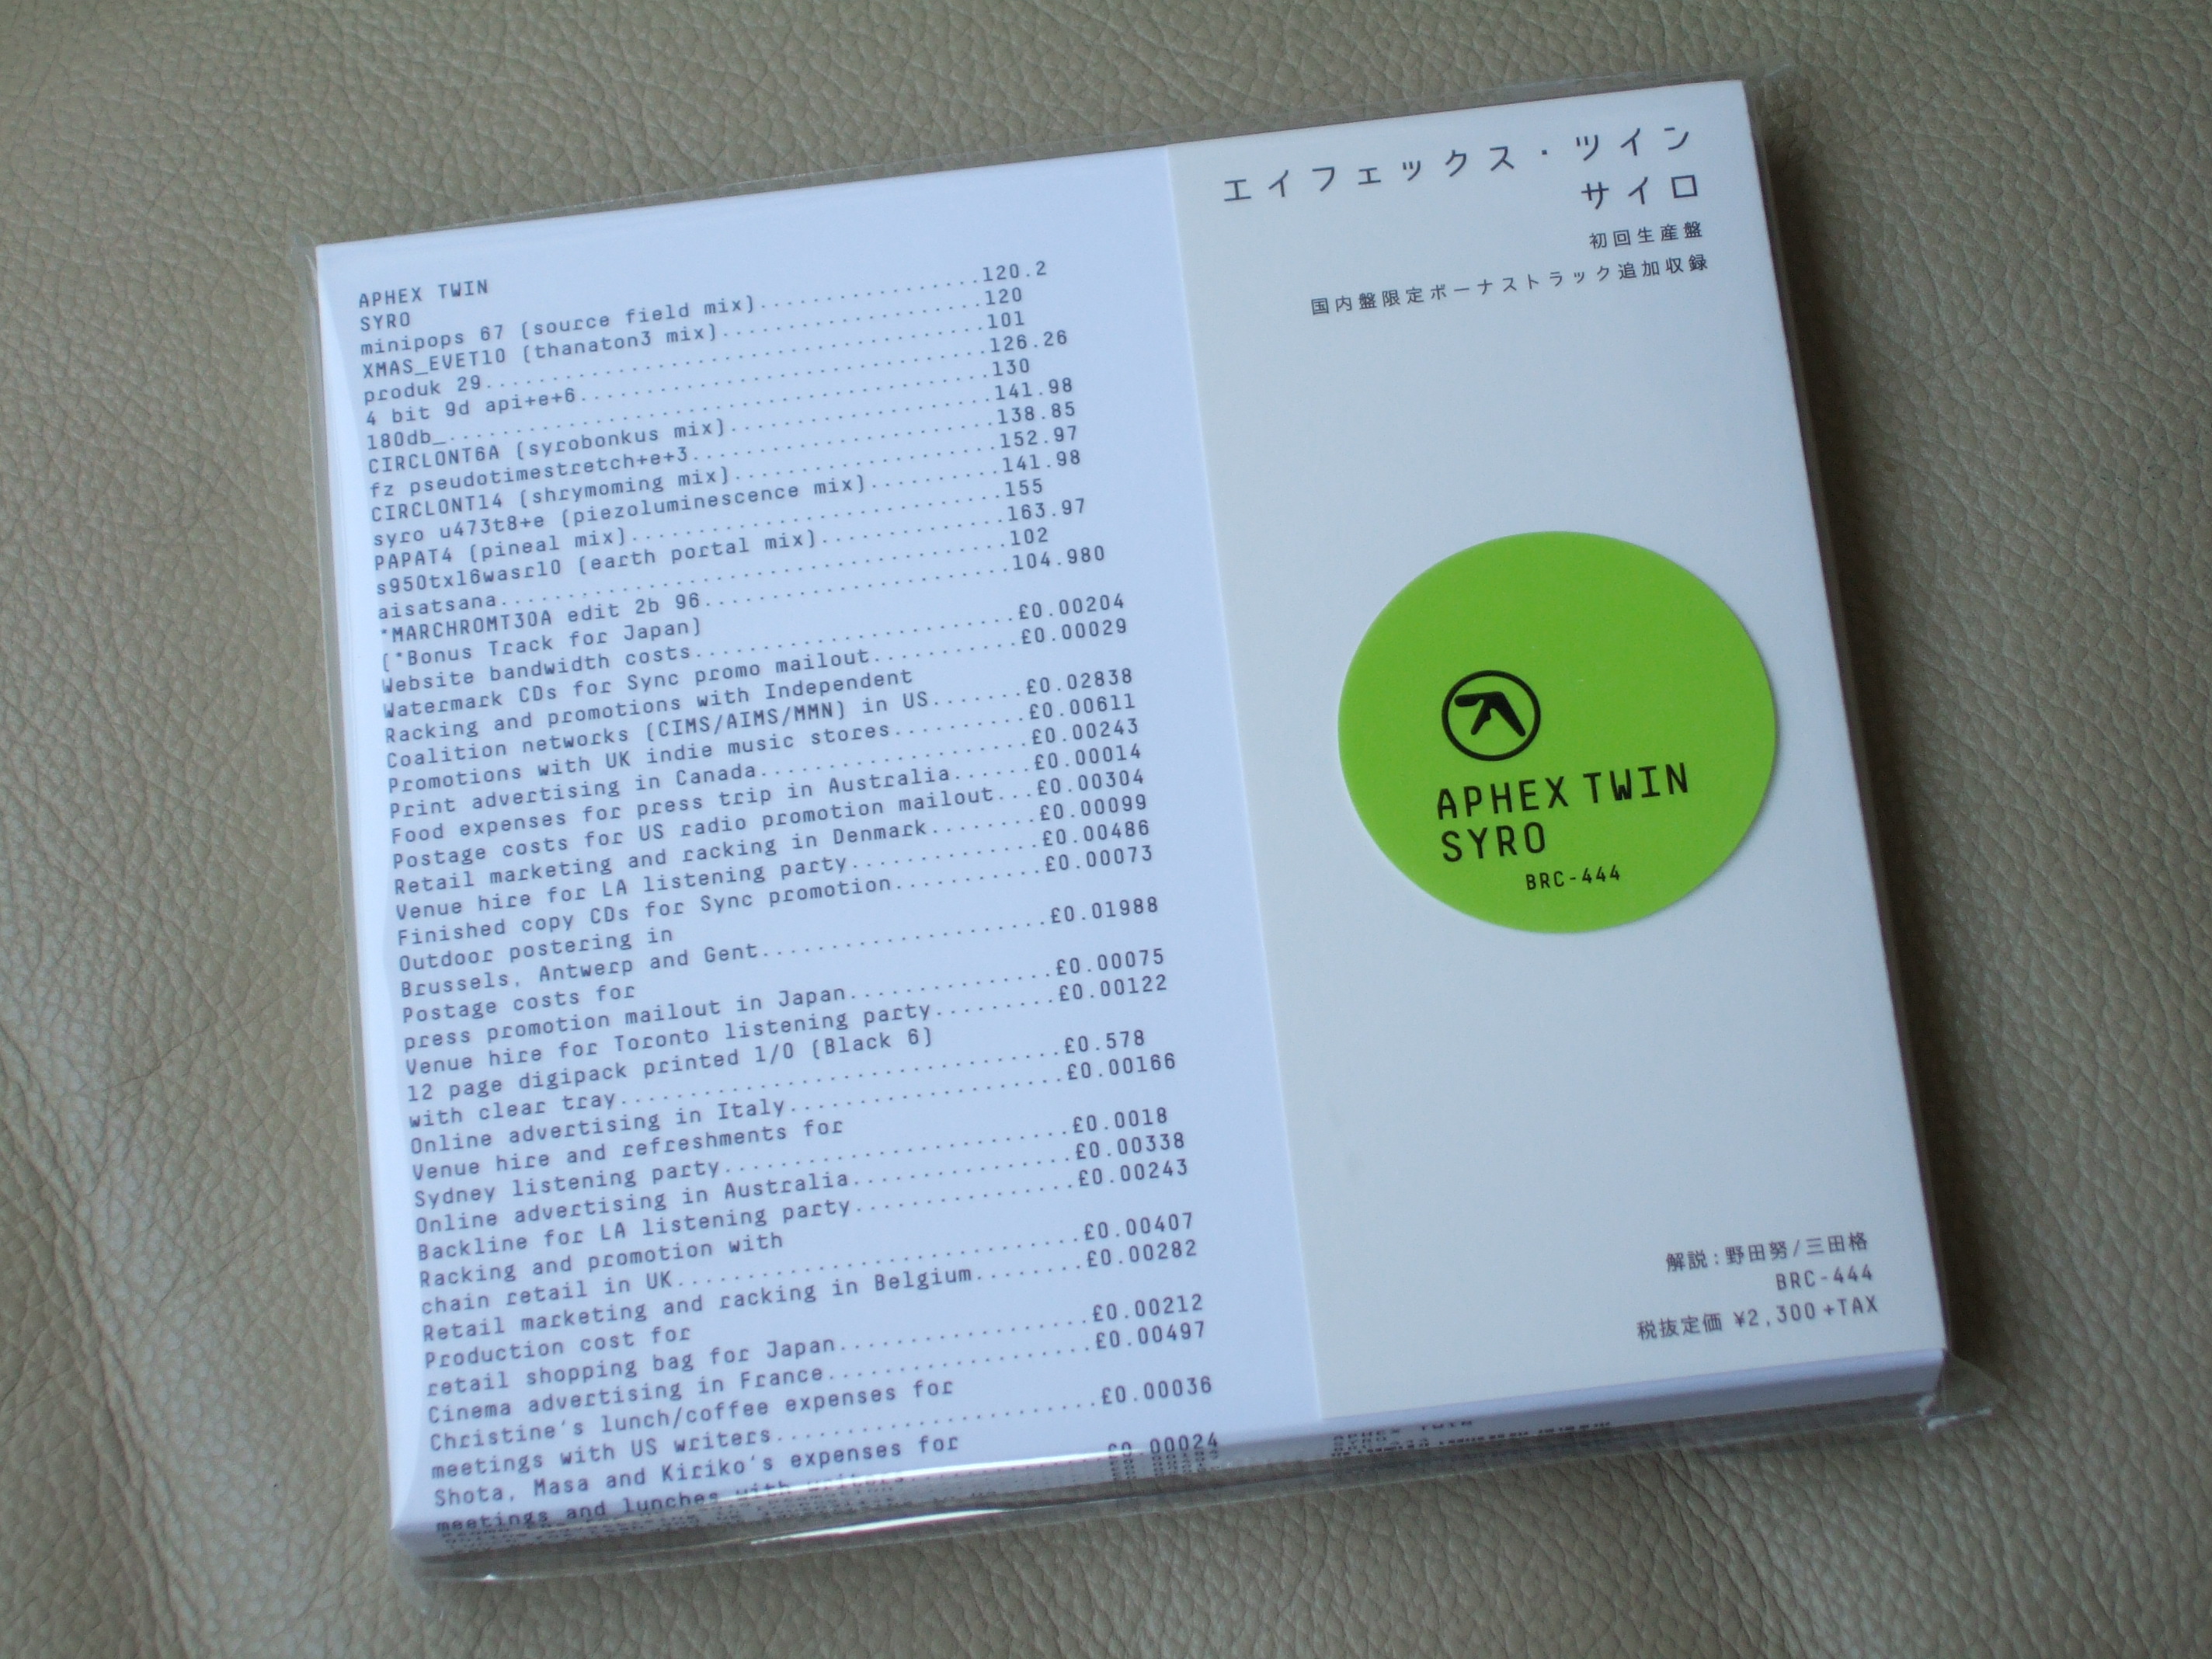 APHEX TWIN
SYRO
minipops 67 [source field mix].................120.2
XMAS_EVET10 [thanaton3 mix]....................120
produk 29......................................101
4 bit 9d api+e+6...............................126.26
180db_.........................................130
CIRCLONT6A [syrobonkus mix]....................141.98
fz pseudotimestretch+e+3.......................138.85
CIRCLONT14 [shrymoming mix]....................152.97
syro u473t8+e [piezoluminescence mix]..........141.98
PAPAT4 [pineal mix]............................155
s950tx16wasr10 [earth portal mix]..............163.97
aisatsana......................................102
*MARCHROMT30A edit 2b 96.......................104.980
[*Bonus Track for Japan]
Website bandwidth costs.........................£0.00204
Watermark CDs for Sync promo mailout...........£0.00029
Racking and promotions with Independent
Coalition networks [CIMS/AIMS/MMN] in US.......£0.02838
Promotions with UK indie music stores..........£0.00611
Print advertising in Canada....................£0.00243
Food expenses for press trip in Australia......£0.00014
Postage costs for US radio promotion mailout...£0.00304
Retail marketing and racking in Denmark........£0.00099
Venue hire for LA listening party..............£0.00486
Finished copy CDs for Sync promotion...........£0.00073
Outdoor postering in
Brussels, Antwerp and Gent.....................£0.01988
Postage costs for
press promotion mailout in Japan...............£0.00075
Venue hire for Toronto listening party.........£0.00122
12 page digipack printed 1/0 [Black 6]
with clear tray................................£0.578
Online advertising in Italy....................£0.00166
Venue hire and refreshments for
Sydney listening party.........................£0.0018
Online advertising in Australia................£0.00338
Backline for LA listening party................£0.00243
Racking and promotion with
chain retail in UK.............................£0.00407
Retail marketing and racking in Belgium........£0.00282
Production cost for
retail shopping bag for Japan..................£0.00212
Cinema advertising in France...................£0.00497
Christine's lunch/coffee expenses for
meetings with US writers.......................£0.00036
Shota, Masa and Kiriko's expenses for
meetings and lunches with writers..............£0.00024
エイフェックス・ツイン
サイロ
初回生産盤
国内盤限定ボーナストラック追加収録
APHEX TWIN
SYRO
BRC-444
解説:野田努/三田格
BRC-444
税抜定価 ¥2,300+TAX
APHEX TWIN